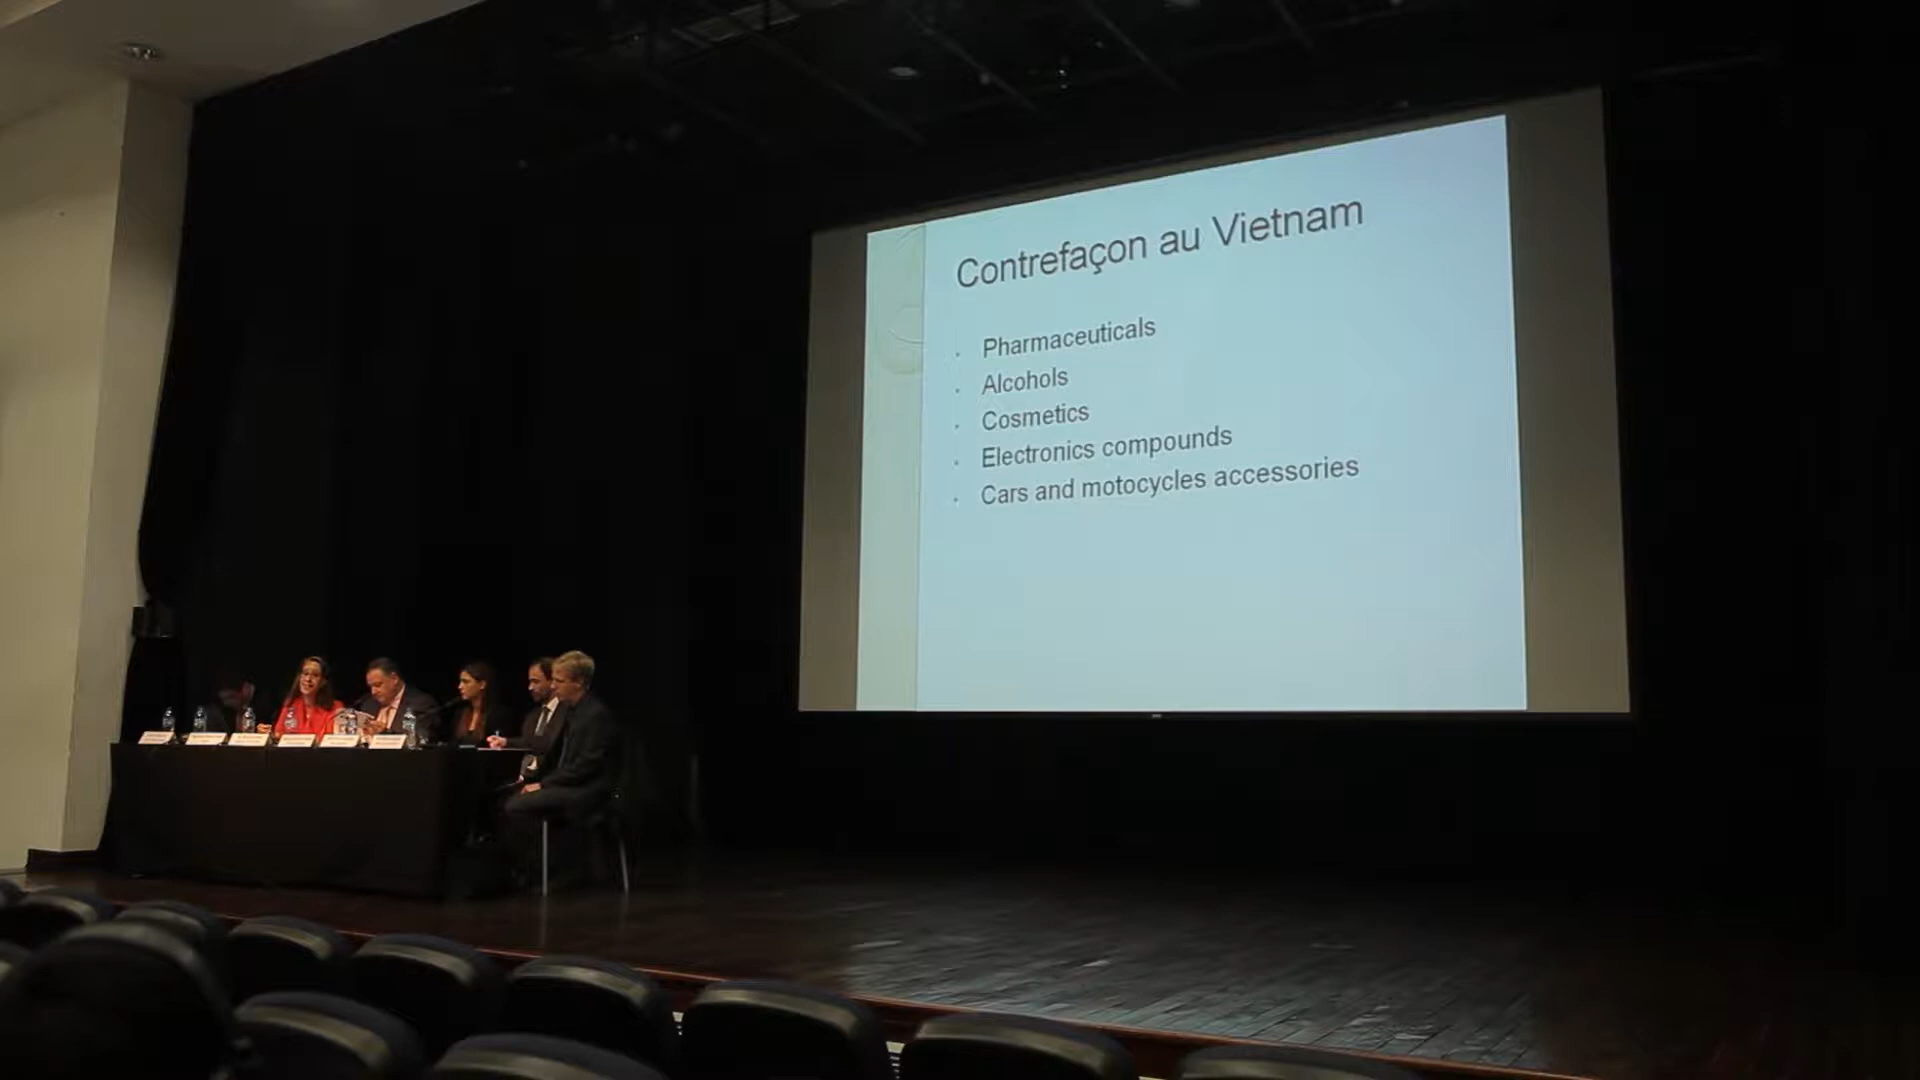 Contrefaçon au Vietnam
Pharmaceuticals
Alcohols
Cosmetics
Electronics compounds
Cars and motocycles accessories